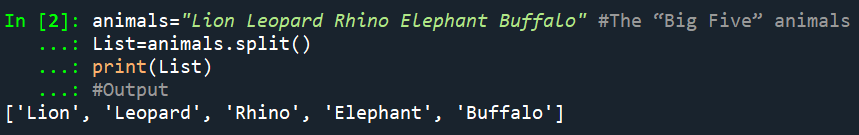 In [2]: animals="Lion Leopard Rhino Elephant Buffalo" #The “Big Five” animals
...: List=animals.split()
...: print(List)
...: #Output
['Lion', 'Leopard', 'Rhino', 'Elephant', 'Buffalo']